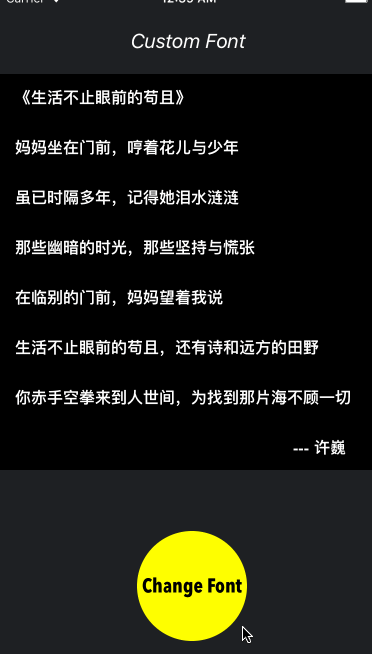 Custom Font
《生活不止眼前的苟且》
妈妈坐在门前，哼着花儿与少年
虽已时隔多年，记得她泪水涟涟
那些幽暗的时光，那些坚持与慌张
在临别的门前，妈妈望着我说
生活不止眼前的苟且，还有诗和远方的田野
你赤手空拳来到人世间，为找到那片海不顾一切
--- 许巍
Change Font